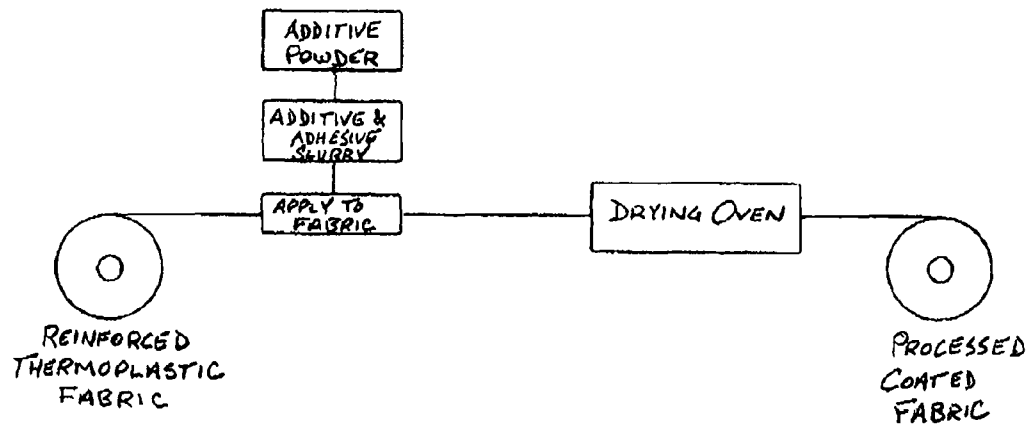 ADDITIVE
POWDER
ADDITIVE &
ADHESIVE
SLURRY
APPLY TO
FABRIC
DRYING OVEN
REINFORCED
THERMOPLASTIC
FABRIC
PROCESSED
COATED
FABRIC